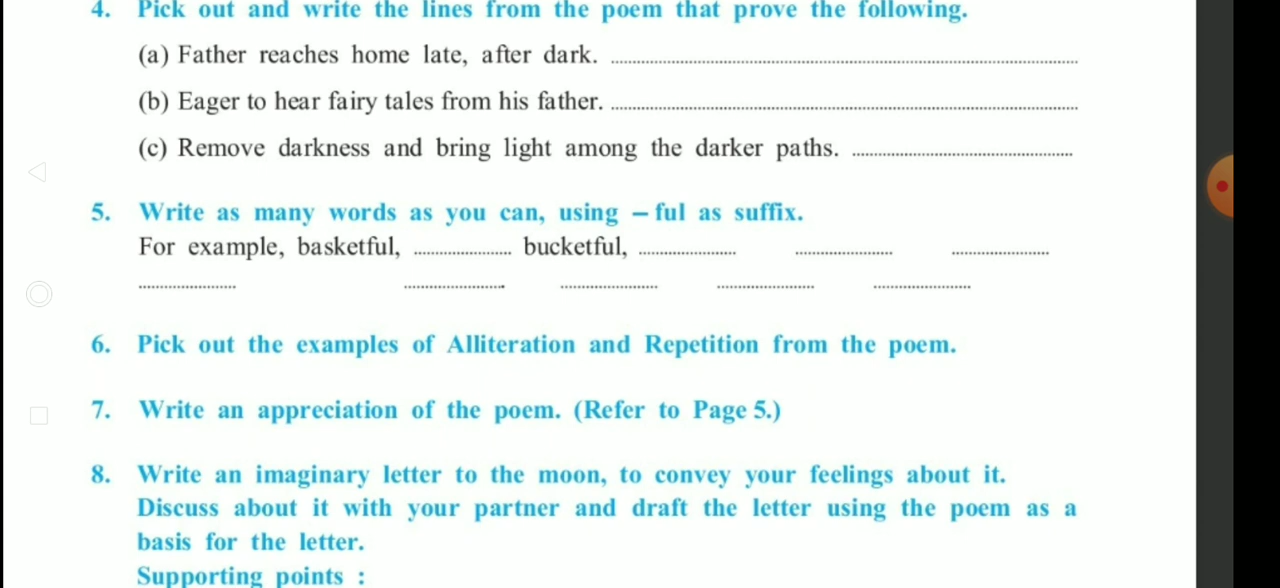 4. Pick out and write the lines from the poem that prove the following.
(a) Father reaches home late, after dark. ..........
(b) Eager to hear fairy tales from his father. ..........
(c) Remove darkness and bring light among the darker paths. ..........
5. Write as many words as you can, using – ful as suffix.
For example, basketful, .......... bucketful, .......... .......... ..........
.......... .......... .......... .......... ..........
6. Pick out the examples of Alliteration and Repetition from the poem.
7. Write an appreciation of the poem. (Refer to Page 5.)
8. Write an imaginary letter to the moon, to convey your feelings about it.
Discuss about it with your partner and draft the letter using the poem as a
basis for the letter.
Supporting points :